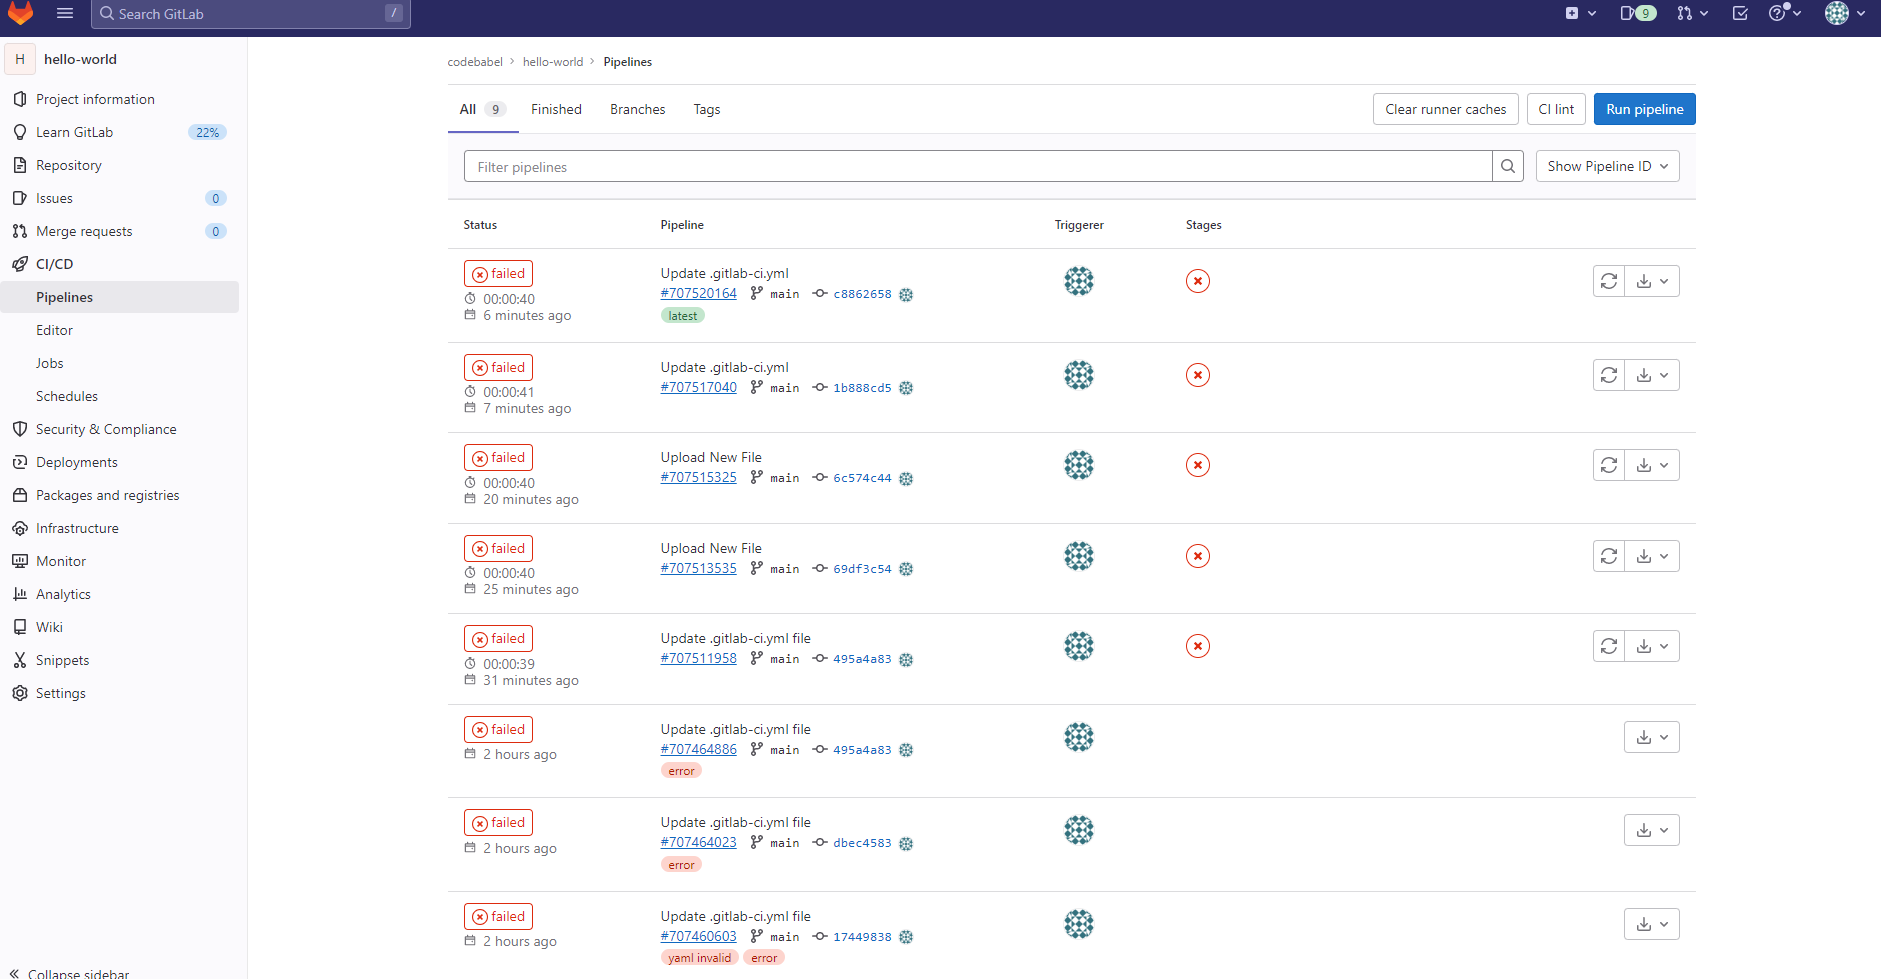 Search GitLab /
9
H hello-world
Project information
Learn GitLab 22%
Repository
Issues 0
Merge requests 0
CI/CD
Pipelines
Editor
Jobs
Schedules
Security & Compliance
Deployments
Packages and registries
Infrastructure
Monitor
Analytics
Wiki
Snippets
Settings
Collapse sidebar
codebabel > hello-world > Pipelines
All 9 Finished Branches Tags
Clear runner caches CI lint Run pipeline
Filter pipelines Show Pipeline ID
Status Pipeline Triggerer Stages
failed Update .gitlab-ci.yml
00:00:40 #707520164 main c8862658
6 minutes ago latest
failed Update .gitlab-ci.yml
00:00:41 #707517040 main 1b888cd5
7 minutes ago
failed Upload New File
00:00:40 #707515325 main 6c574c44
20 minutes ago
failed Upload New File
00:00:40 #707513535 main 69df3c54
25 minutes ago
failed Update .gitlab-ci.yml file
00:00:39 #707511958 main 495a4a83
31 minutes ago
failed Update .gitlab-ci.yml file
2 hours ago #707464886 main 495a4a83
error
failed Update .gitlab-ci.yml file
2 hours ago #707464023 main dbec4583
error
failed Update .gitlab-ci.yml file
2 hours ago #707460603 main 17449838
yaml invalid error